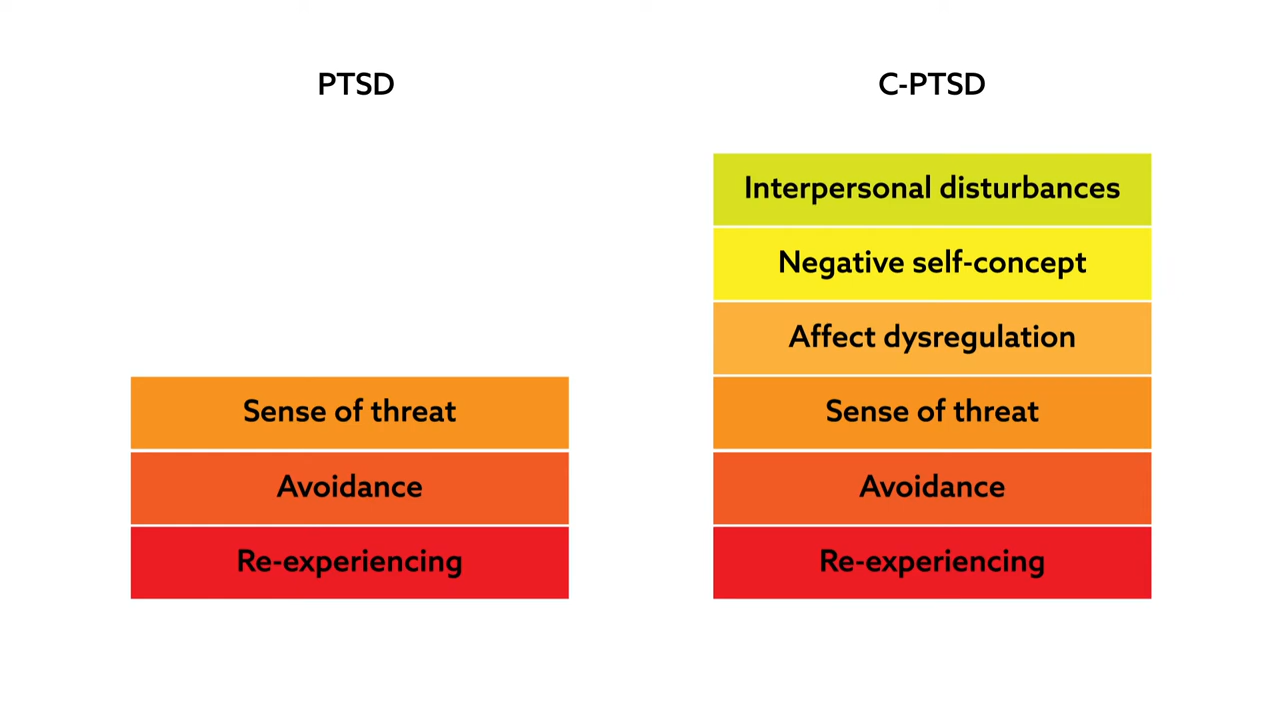 PTSD
Sense of threat
Avoidance
Re-experiencing
C-PTSD
Interpersonal disturbances
Negative self-concept
Affect dysregulation
Sense of threat
Avoidance
Re-experiencing